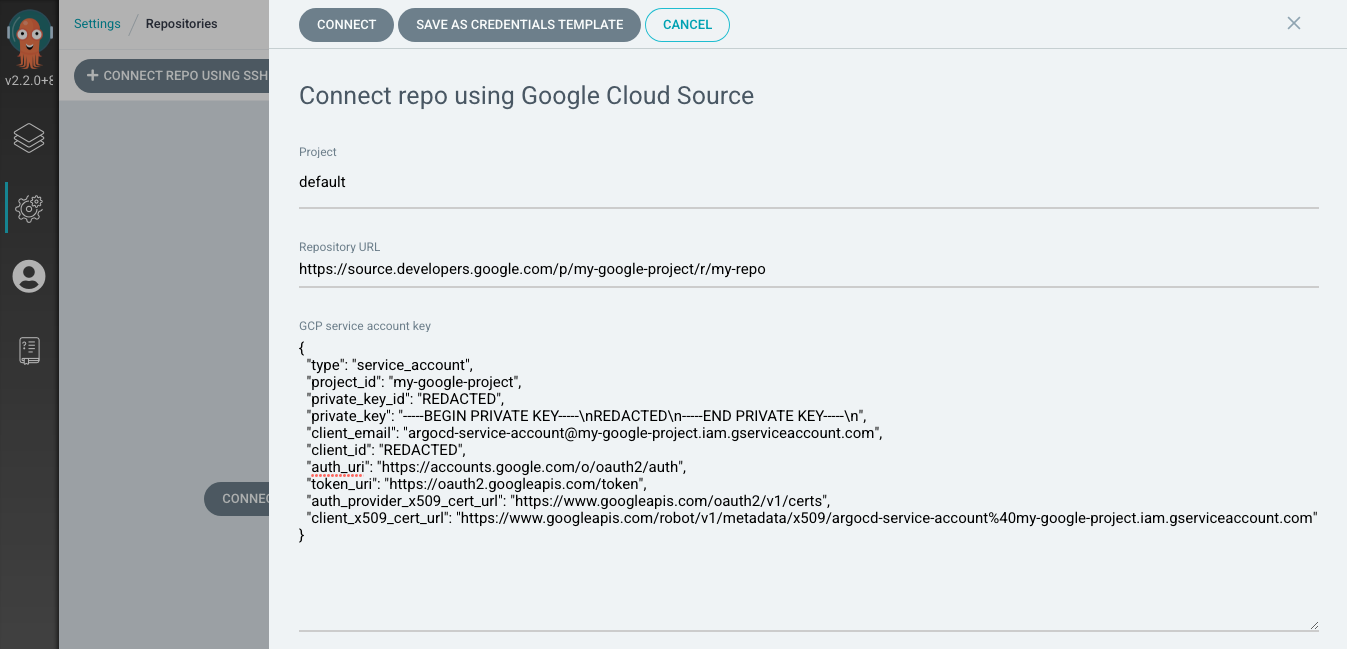 Settings / Repositories
CONNECT
SAVE AS CREDENTIALS TEMPLATE
CANCEL
v2.2.0+8
+ CONNECT REPO USING SSH
Connect repo using Google Cloud Source
Project
default
Repository URL
https://source.developers.google.com/p/my-google-project/r/my-repo
GCP service account key
{
"type": "service_account",
"project_id": "my-google-project",
"private_key_id": "REDACTED",
"private_key": "-----BEGIN PRIVATE KEY-----\nREDACTED\n-----END PRIVATE KEY-----\n",
"client_email": "argocd-service-account@my-google-project.iam.gserviceaccount.com",
"client_id": "REDACTED",
"auth_uri": "https://accounts.google.com/o/oauth2/auth",
"token_uri": "https://oauth2.googleapis.com/token",
"auth_provider_x509_cert_url": "https://www.googleapis.com/oauth2/v1/certs",
"client_x509_cert_url": "https://www.googleapis.com/robot/v1/metadata/x509/argocd-service-account%40my-google-project.iam.gserviceaccount.com"
}